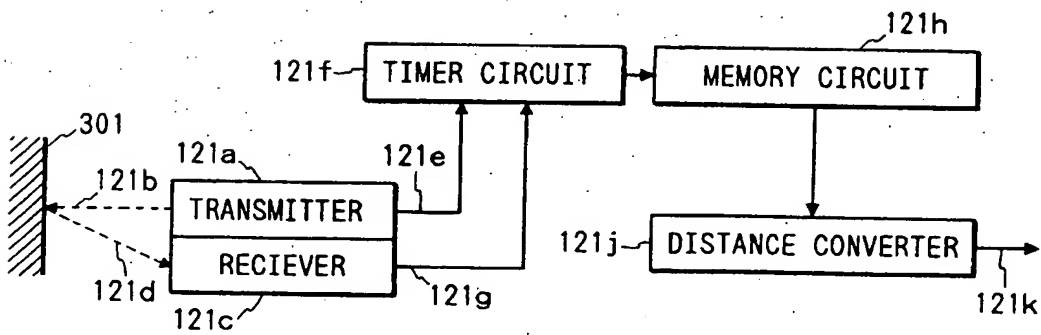 121h
121f
TIMER CIRCUIT
MEMORY CIRCUIT
301
121a
121e
121b
TRANSMITTER
121j
DISTANCE CONVERTER
RECIEVER
121d
121g
121k
121c